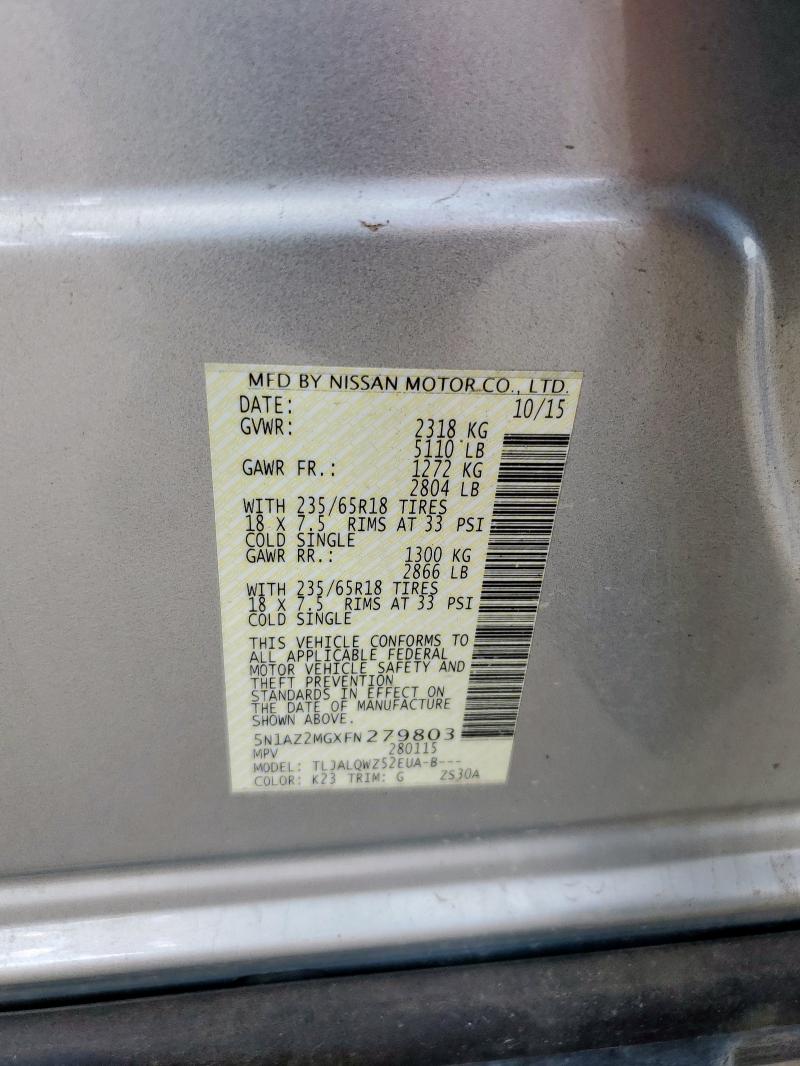 MFD BY NISSAN MOTOR CO., LTD.
DATE: 10/15
GVWR: 2318 KG
5110 LB
GAWR FR.: 1272 KG
2804 LB
WITH 235/65R18 TIRES
18 X 7.5 RIMS AT 33 PSI
COLD SINGLE
GAWR RR.: 1300 KG
2866 LB
WITH 235/65R18 TIRES
18 X 7.5 RIMS AT 33 PSI
COLD SINGLE
THIS VEHICLE CONFORMS TO
ALL APPLICABLE FEDERAL
MOTOR VEHICLE SAFETY AND
THEFT PREVENTION
STANDARDS IN EFFECT ON
THE DATE OF MANUFACTURE
SHOWN ABOVE.
5N1AZ2MGXFN279803
MPV 280115
MODEL: TLJALQWZ52EUA-B---
COLOR: K23 TRIM: G ZS30A